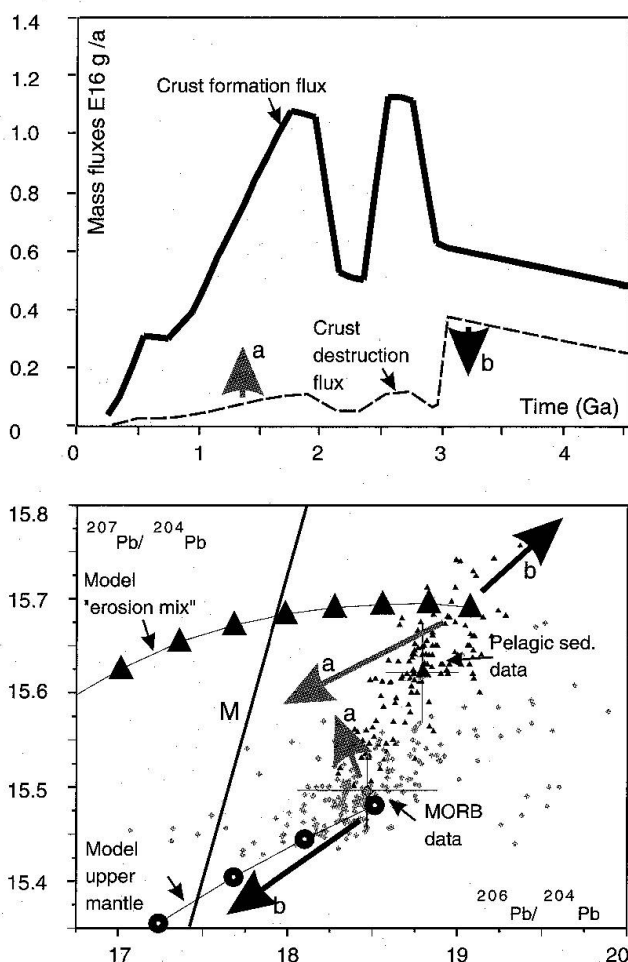 1.4
1.2
1.0
0.8
0.6
0.4
0.2
0
Mass fluxes E16 g /a
Crust formation flux
a
Crust
destruction
flux
b
Time (Ga)
0
1
2
3
4
15.8
15.7
15.6
15.5
15.4
207Pb/ 204Pb
Model
"erosion mix"
b
a
Pelagic sed.
data
M
a
MORB
data
Model
upper
mantle
b
206Pb/ 204Pb
17
18
19
20